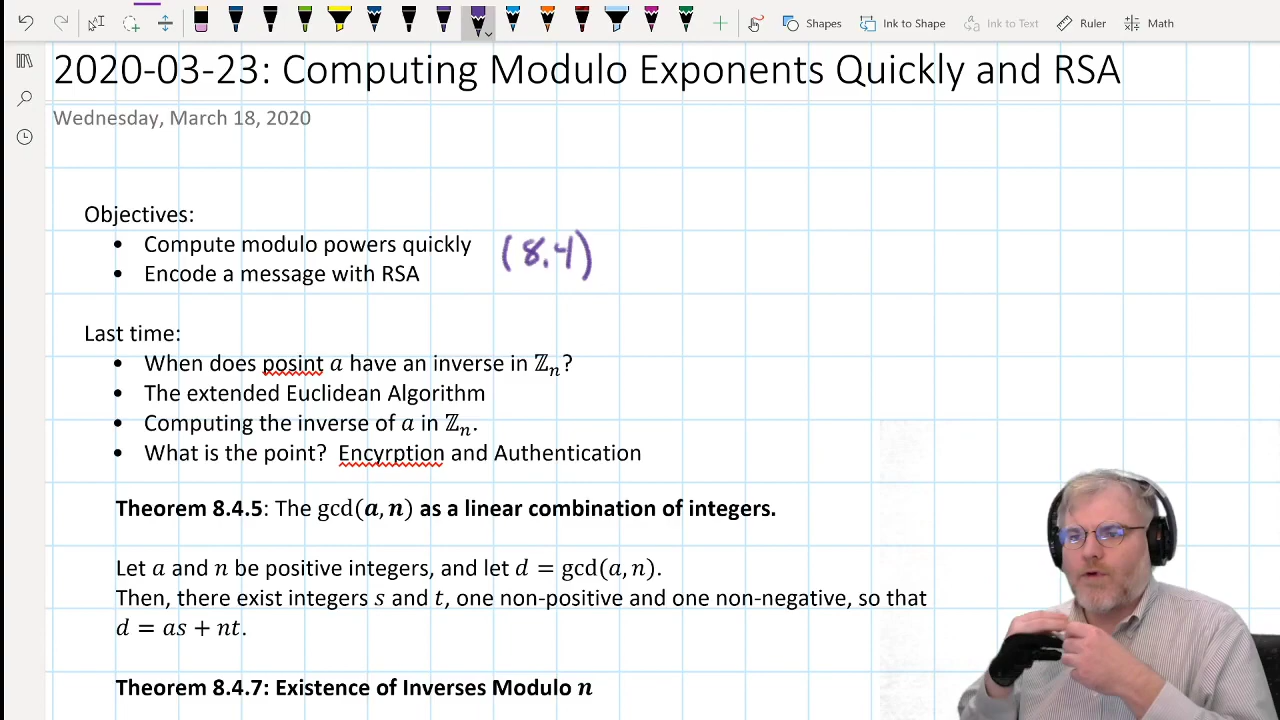 Shapes
Ink to Shape
Ink to Text
Ruler
Math
2020-03-23: Computing Modulo Exponents Quickly and RSA
Wednesday, March 18, 2020
Objectives:
• Compute modulo powers quickly (8.4)
• Encode a message with RSA
Last time:
• When does posint a have an inverse in ℤₙ?
• The extended Euclidean Algorithm
• Computing the inverse of a in ℤₙ.
• What is the point? Encyrption and Authentication
Theorem 8.4.5: The gcd(a, n) as a linear combination of integers.
Let a and n be positive integers, and let d = gcd(a, n).
Then, there exist integers s and t, one non-positive and one non-negative, so that
d = as + nt.
Theorem 8.4.7: Existence of Inverses Modulo n